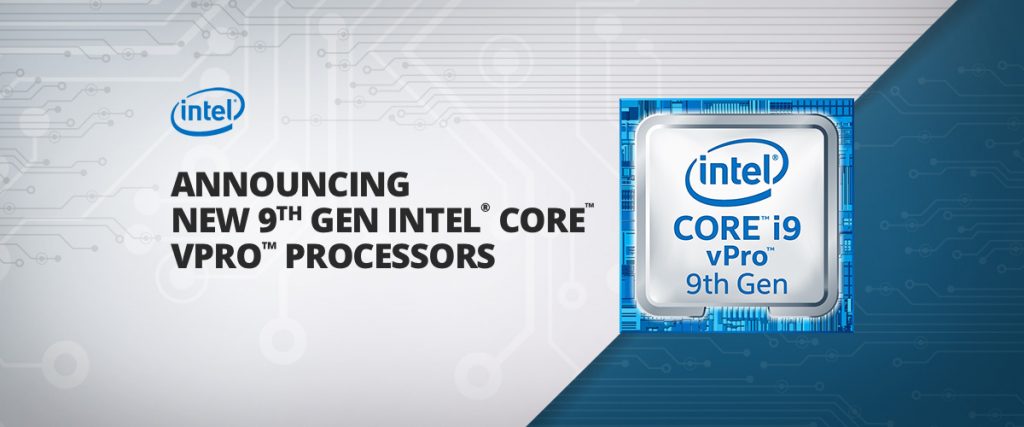 intel
ANNOUNCING
NEW 9TH GEN INTEL® CORE™
VPRO™ PROCESSORS
intel
CORE™ i9
vPro™
9th Gen